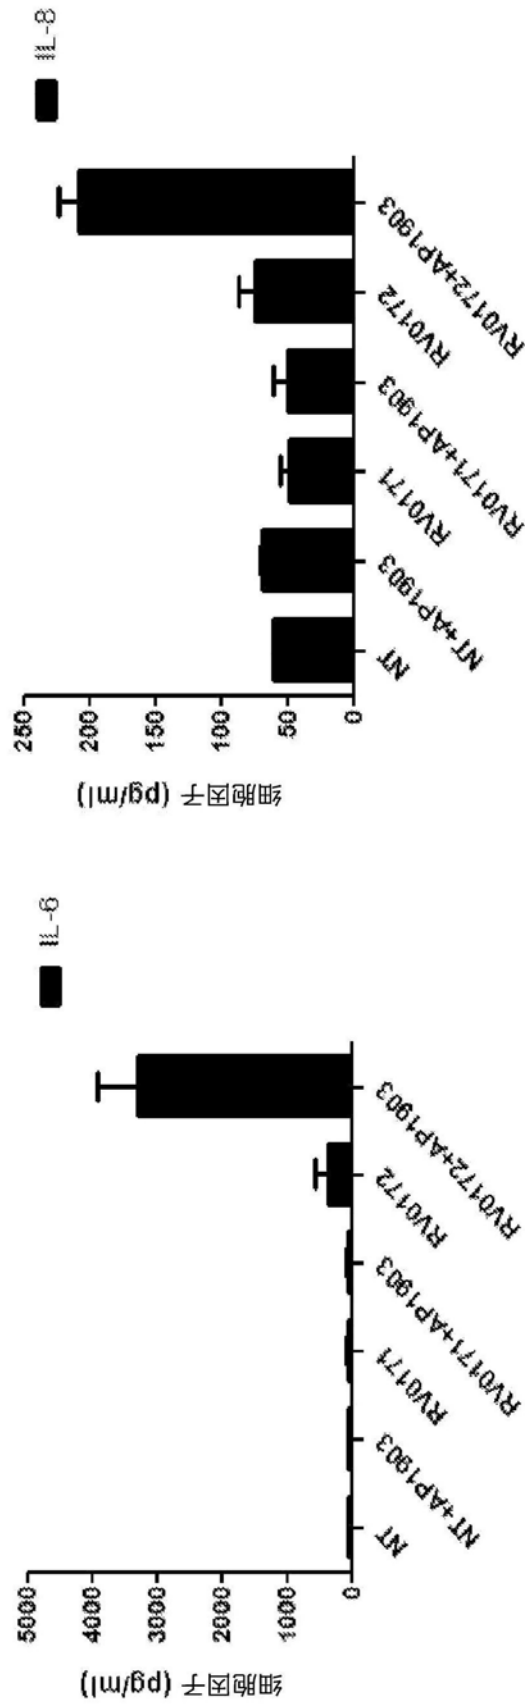 IL-6
细胞因子 (pg/ml)
5000
4000
3000
2000
1000
0
NT
NT+AP1903
RV0171
RV0171+AP1903
RV0172
RV0172+AP1903
IL-8
细胞因子 (pg/ml)
250
200
150
100
50
0
NT
NT+AP1903
RV0171
RV0171+AP1903
RV0172
RV0172+AP1903